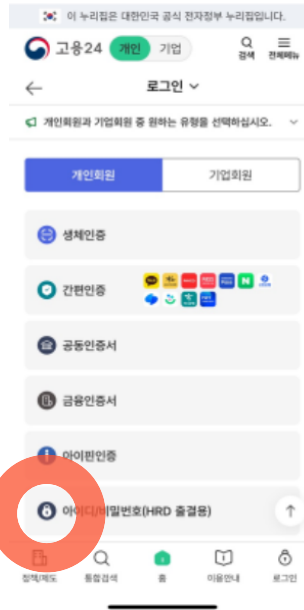 이 누리집은 대한민국 공식 전자정부 누리집입니다.
고용24 개인 기업 검색 전체메뉴
로그인
개인회원과 기업회원 중 원하는 유형을 선택하십시오.
개인회원 기업회원
생체인증
간편인증
공동인증서
금융인증서
아이핀인증
아이디/비밀번호(HRD 출결용)
정책/제도 통합검색 홈 이용안내 로그인